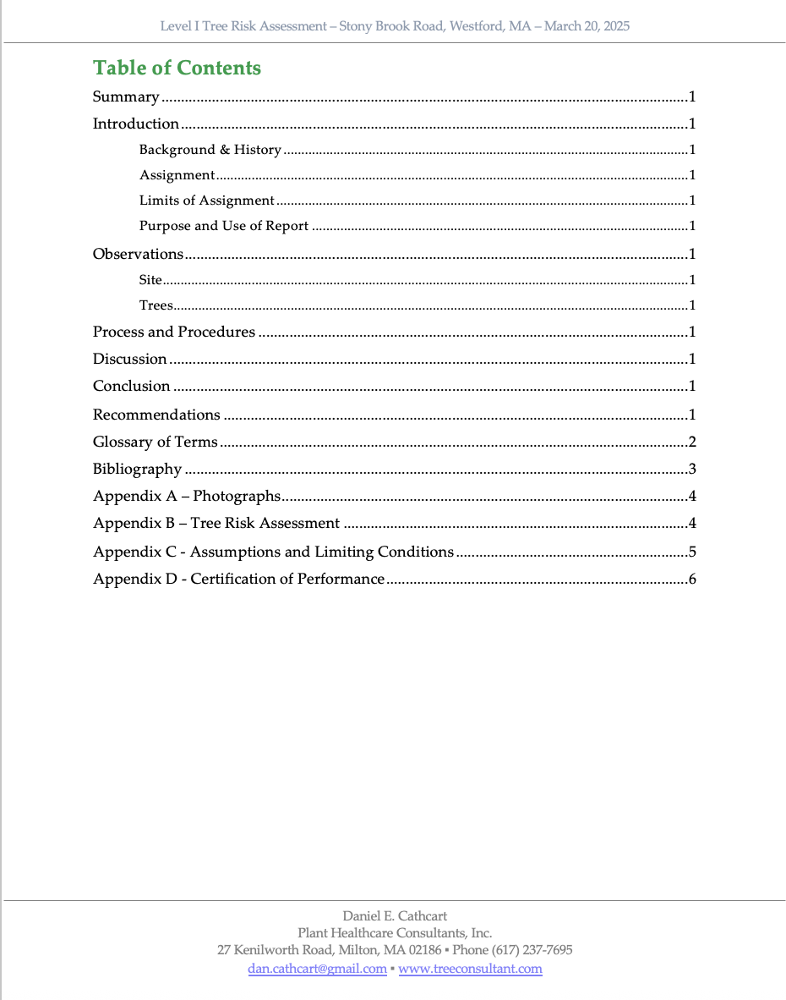 Level I Tree Risk Assessment – Stony Brook Road, Westford, MA – March 20, 2025
Table of Contents
Summary.....1
Introduction.....1
Background & History.....1
Assignment.....1
Limits of Assignment.....1
Purpose and Use of Report.....1
Observations.....1
Site.....1
Trees.....1
Process and Procedures.....1
Discussion.....1
Conclusion.....1
Recommendations.....1
Glossary of Terms.....2
Bibliography.....3
Appendix A – Photographs.....4
Appendix B – Tree Risk Assessment.....4
Appendix C - Assumptions and Limiting Conditions.....5
Appendix D - Certification of Performance.....6
Daniel E. Cathcart
Plant Healthcare Consultants, Inc.
27 Kenilworth Road, Milton, MA 02186 ▪ Phone (617) 237-7695
dan.cathcart@gmail.com ▪ www.treeconsultant.com